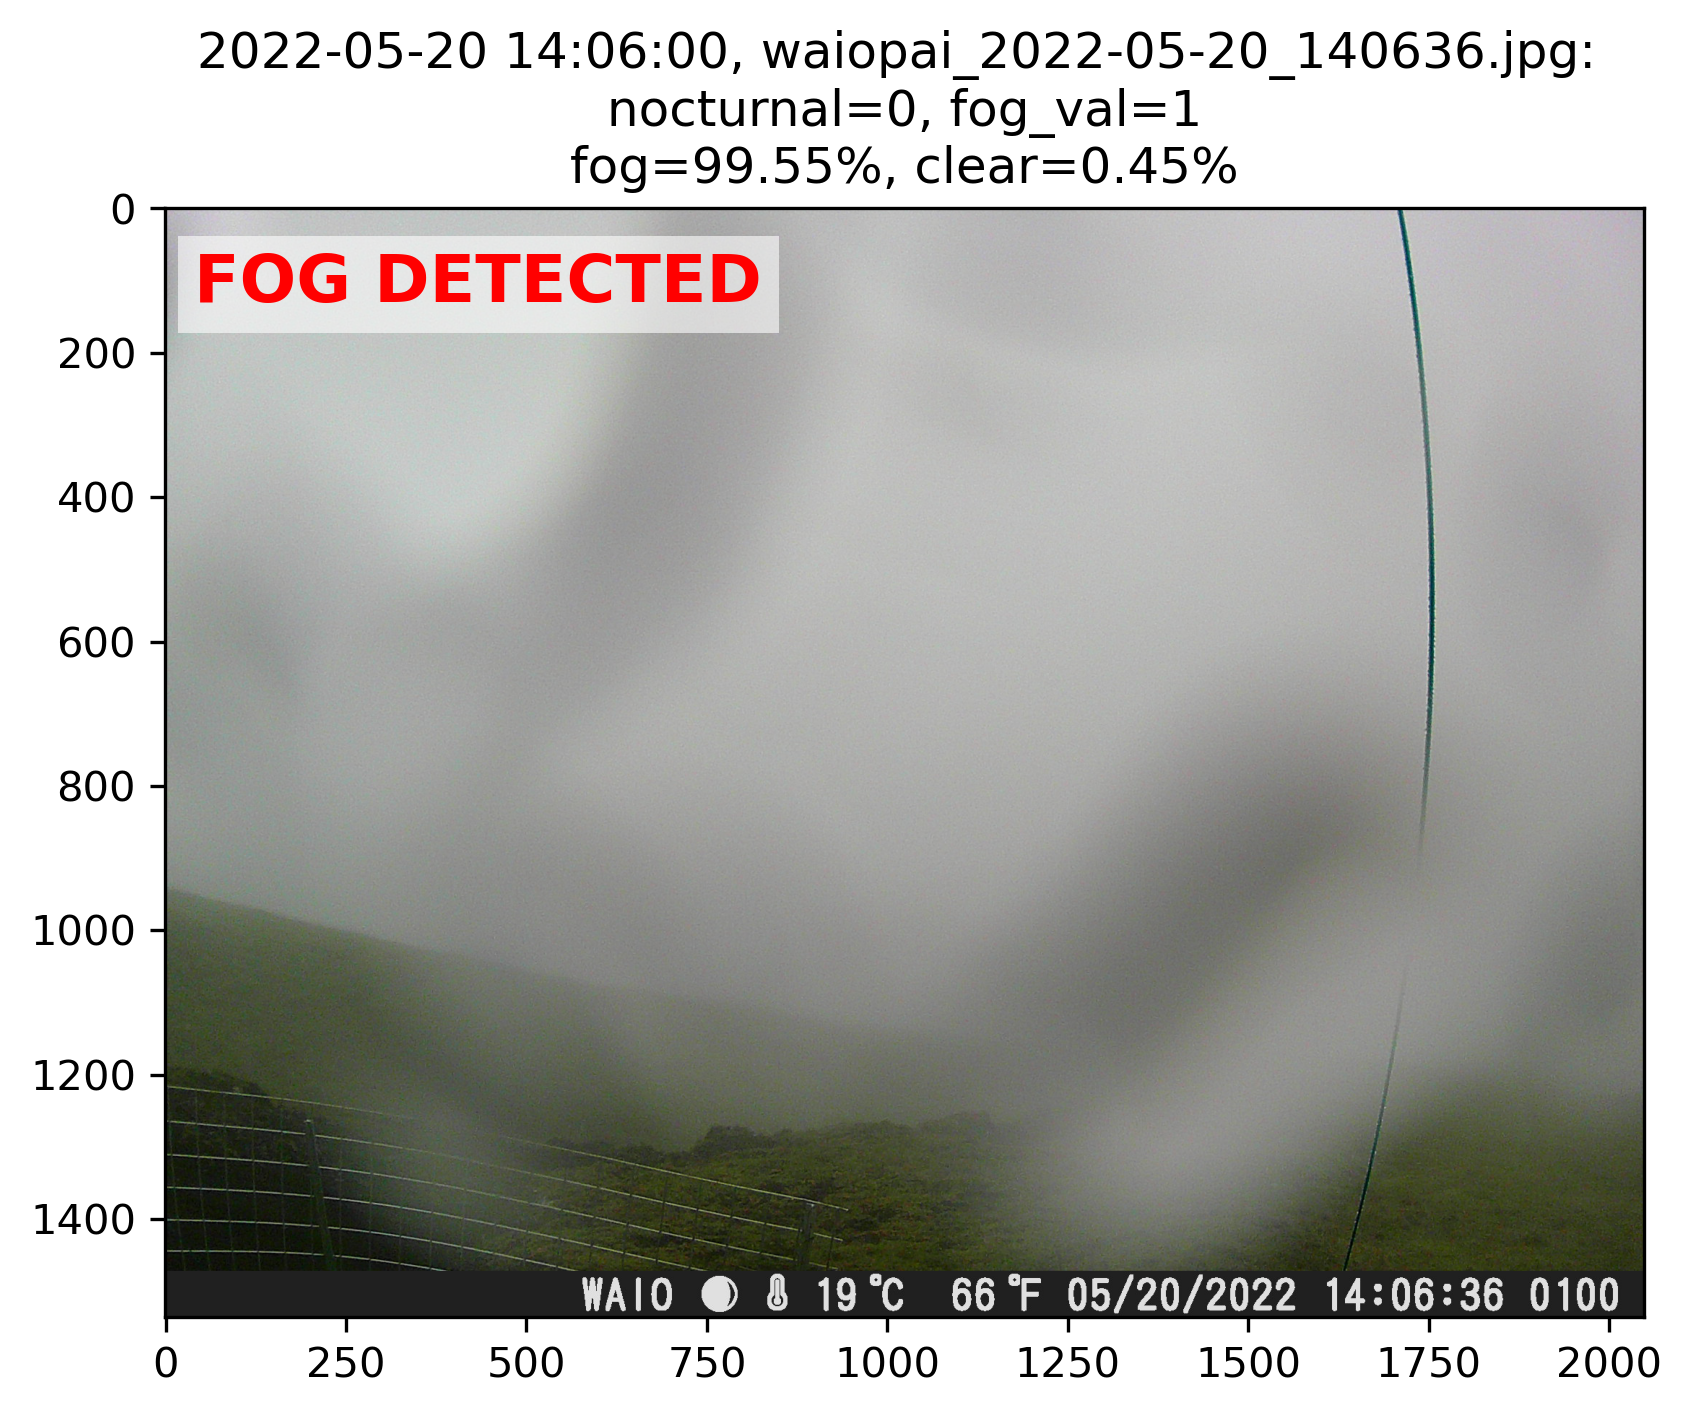 2022-05-20 14:06:00, waiopai_2022-05-20_140636.jpg:
nocturnal=0, fog_val=1
fog=99.55%, clear=0.45%
FOG DETECTED
0
200
400
600
800
1000
1200
1400
WAIO 19°C 66°F 05/20/2022 14:06:36 0100
0 250 500 750 1000 1250 1500 1750 2000